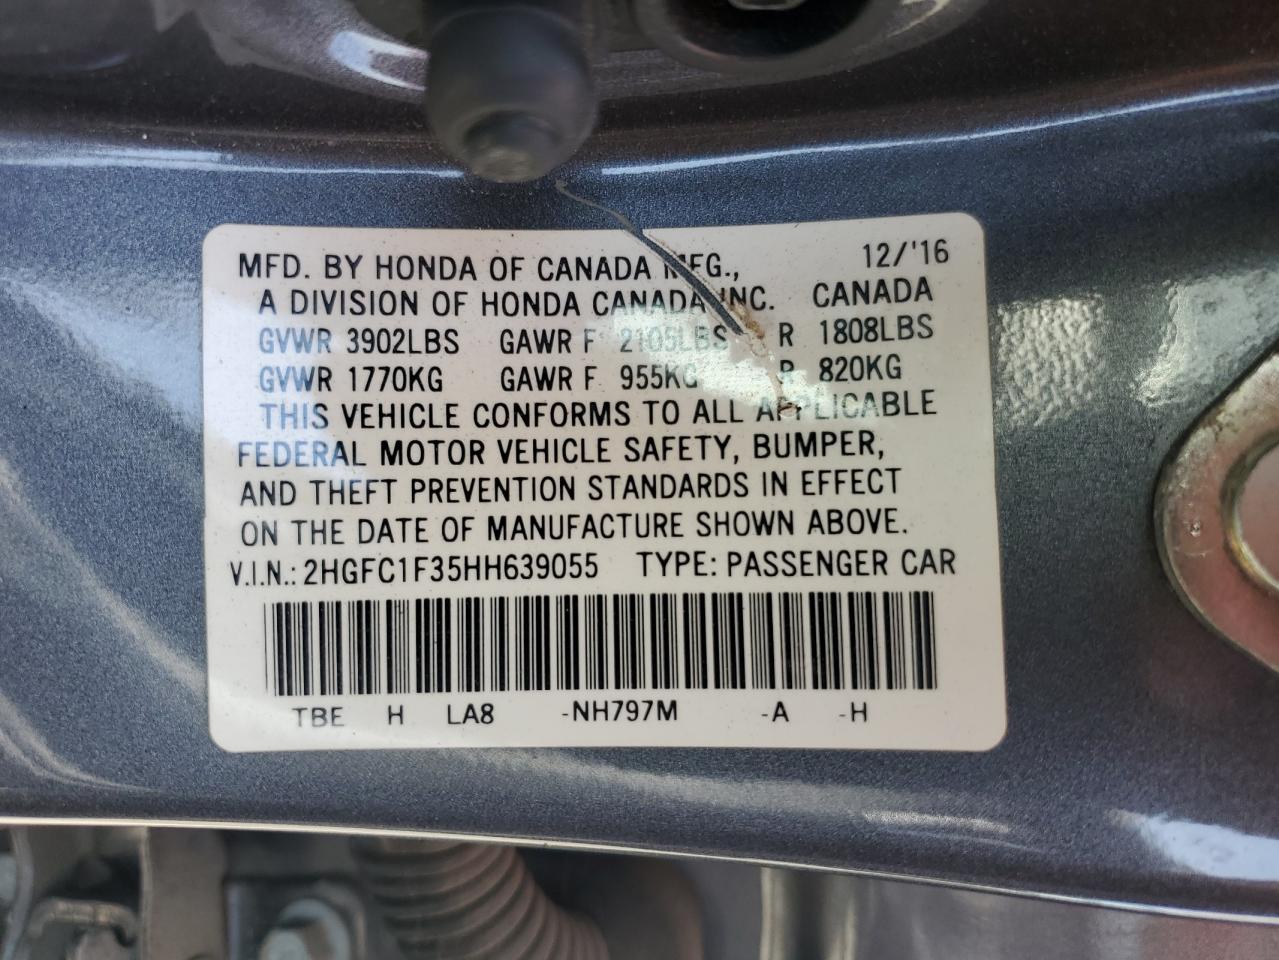 MFD. BY HONDA OF CANADA MFG., 12/'16
A DIVISION OF HONDA CANADA INC. CANADA
GVWR 3902LBS GAWR F 2105LBS R 1808LBS
GVWR 1770KG GAWR F 955KG R 820KG
THIS VEHICLE CONFORMS TO ALL APPLICABLE
FEDERAL MOTOR VEHICLE SAFETY, BUMPER,
AND THEFT PREVENTION STANDARDS IN EFFECT
ON THE DATE OF MANUFACTURE SHOWN ABOVE.
V.I.N.: 2HGFC1F35HH639055 TYPE: PASSENGER CAR
TBE H LA8 -NH797M -A -H